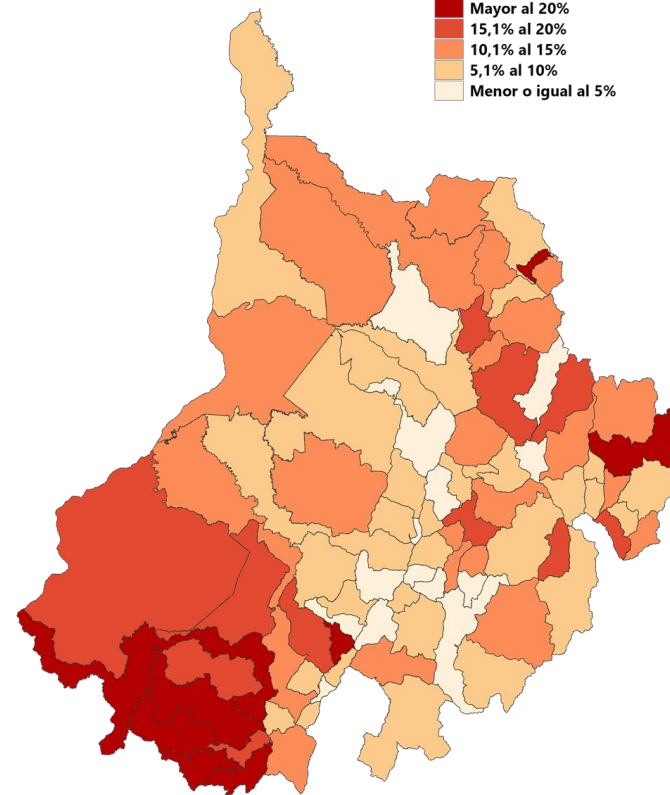 Mayor al 20%
15,1% al 20%
10,1% al 15%
5,1% al 10%
Menor o igual al 5%